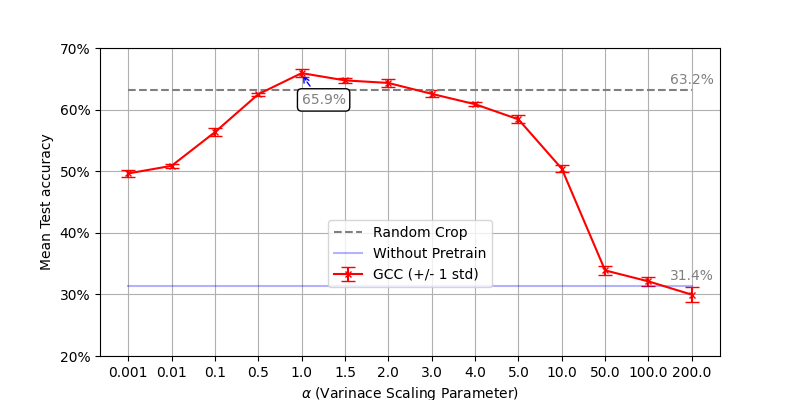 70%
63.2%
65.9%
60%
50%
40%
30%
20%
Mean Test accuracy
Random Crop
Without Pretrain
GCC (+/- 1 std)
31.4%
0.001 0.01 0.1 0.5 1.0 1.5 2.0 3.0 4.0 5.0 10.0 50.0 100.0 200.0
α (Varinace Scaling Parameter)